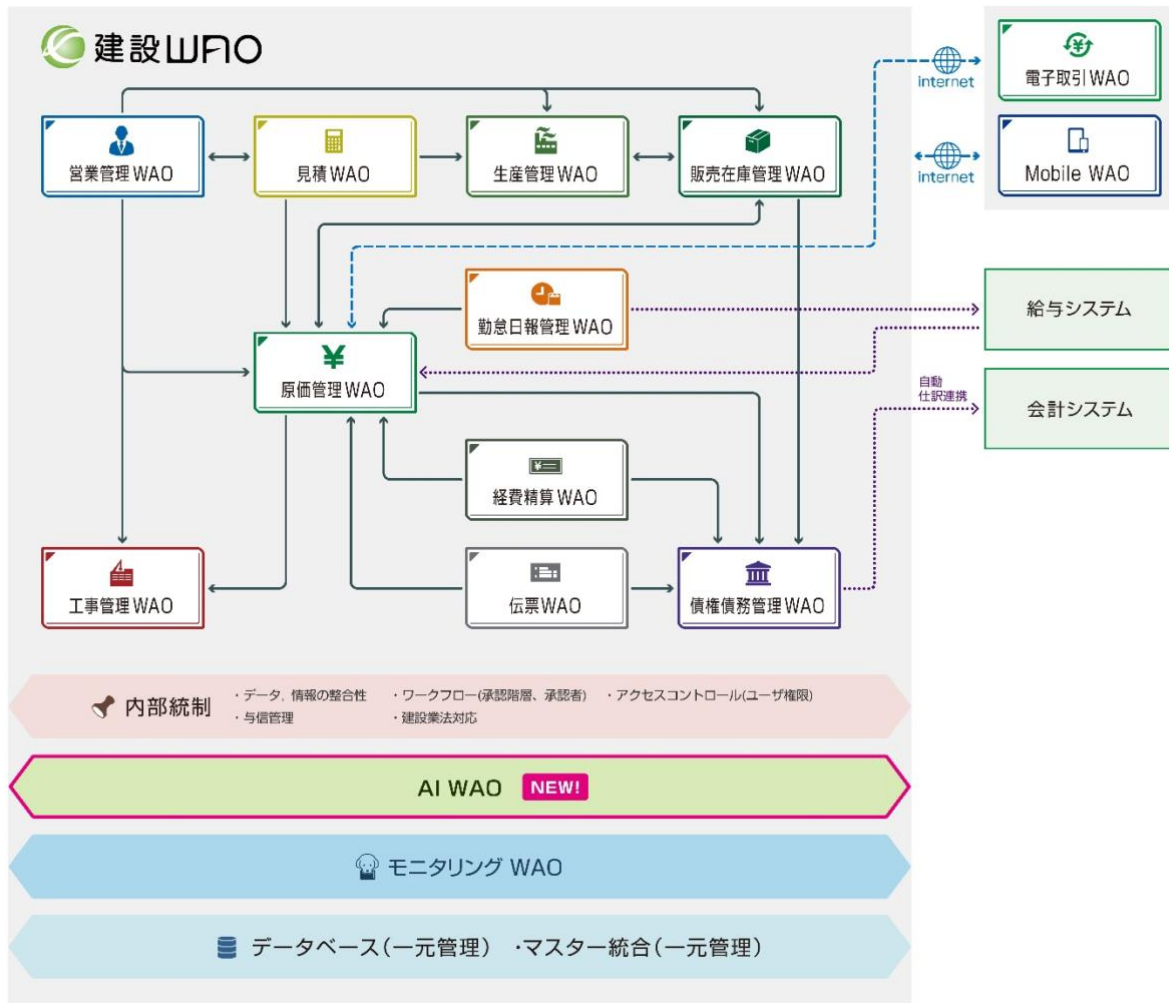 建設WAO
電子取引WAO
internet
営業管理WAO
見積WAO
生産管理WAO
販売在庫管理WAO
Mobile WAO
internet
勤怠日報管理WAO
給与システム
¥
原価管理WAO
自動
仕訳連携
会計システム
経費精算WAO
工事管理WAO
伝票WAO
債権債務管理WAO
内部統制
・データ、情報の整合性 ・ワークフロー(承認階層、承認者) ・アクセスコントロール(ユーザ権限)
・与信管理 ・建設業法対応
AI WAO NEW!
モニタリング WAO
データベース(一元管理) ・マスター統合(一元管理)